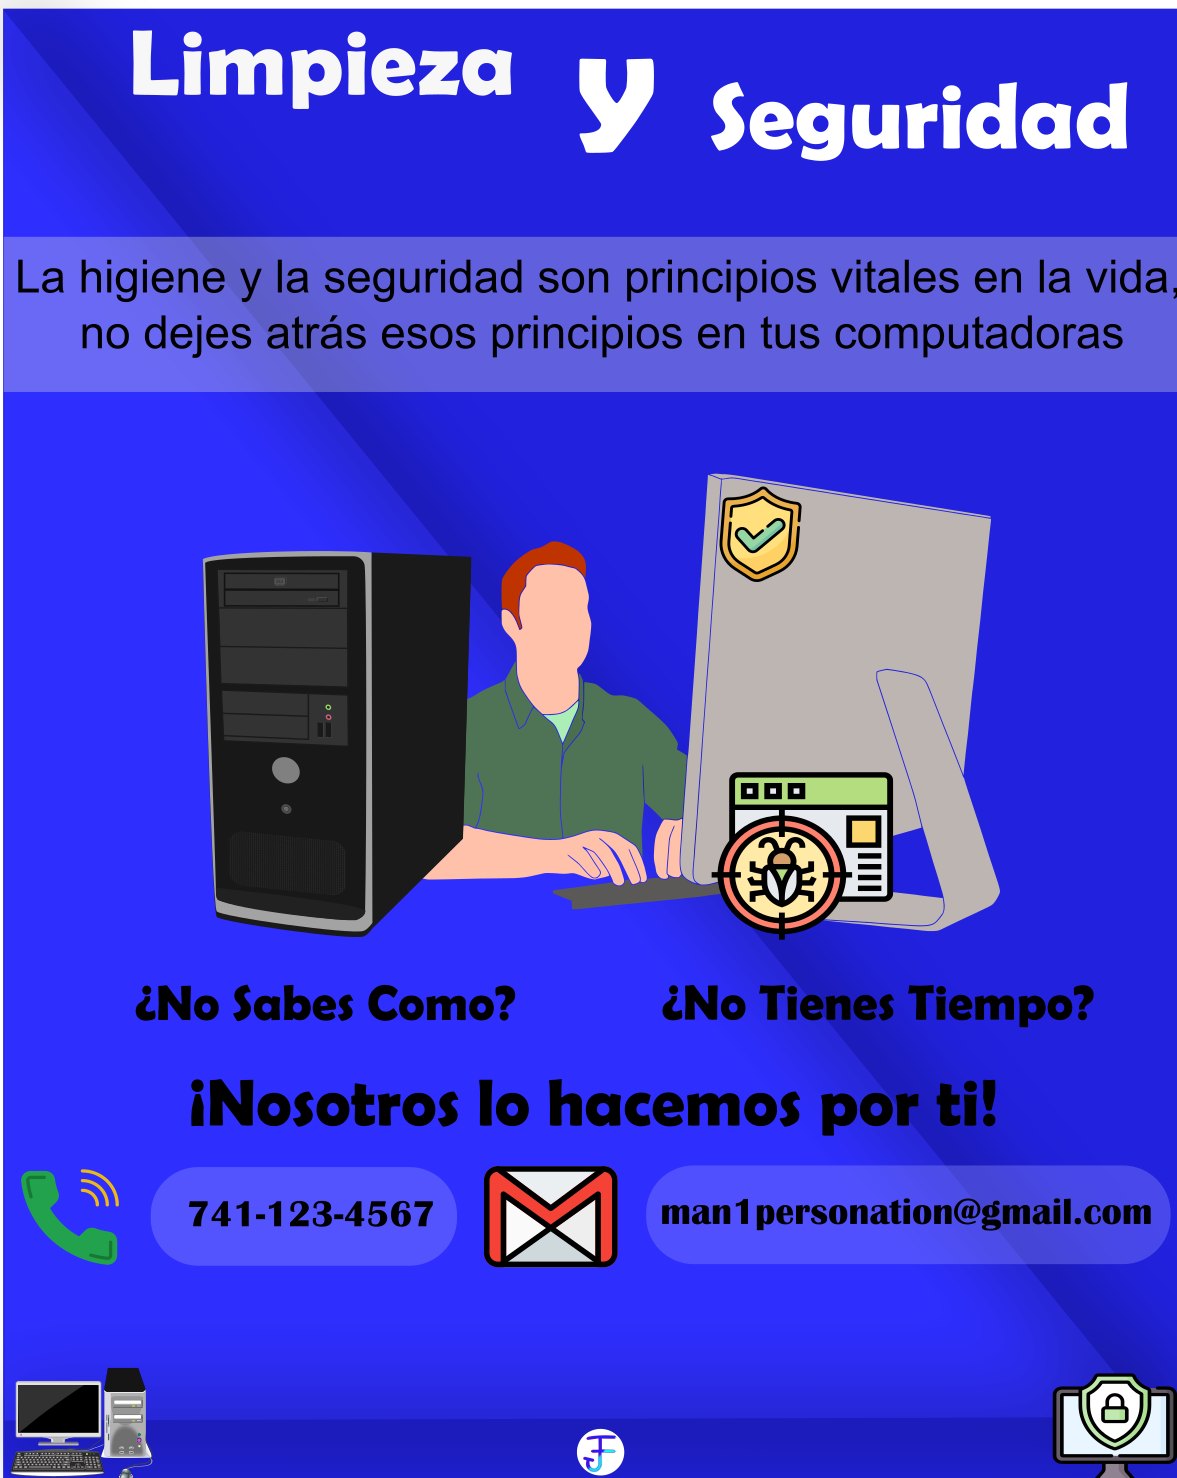 Limpieza y Seguridad
La higiene y la seguridad son principios vitales en la vida,
no dejes atrás esos principios en tus computadoras
¿No Sabes Como? ¿No Tienes Tiempo?
¡Nosotros lo hacemos por ti!
741-123-4567 man1personation@gmail.com